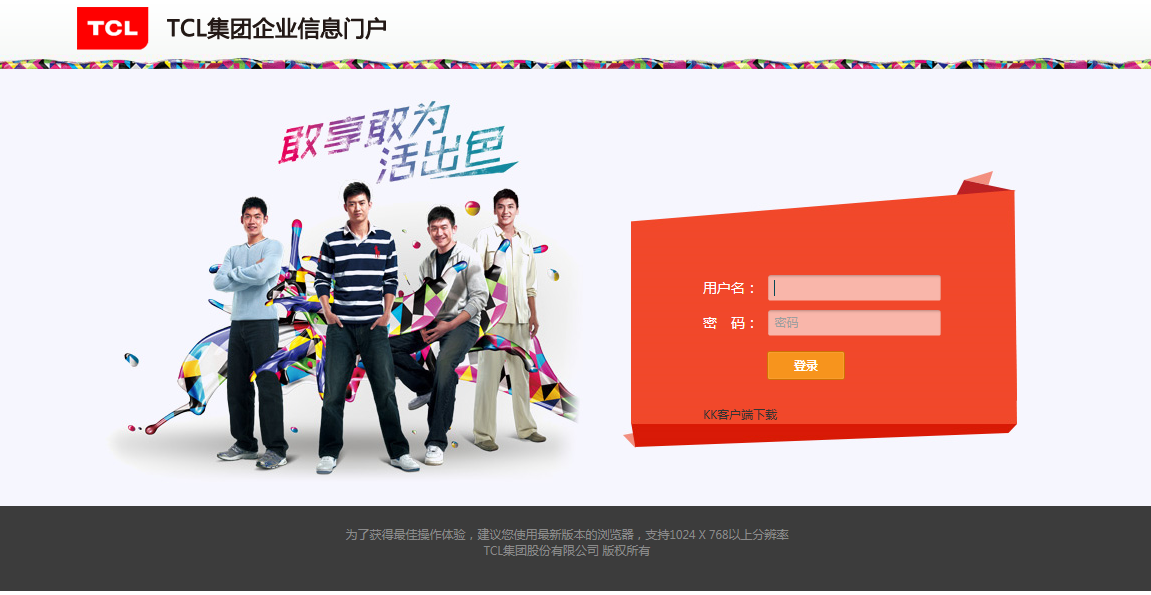 TCL TCL集团企业信息门户
敢享敢为
活出色
用户名：
密 码： 密码
登录
KK客户端下载
为了获得最佳操作体验，建议您使用最新版本的浏览器，支持1024 X 768以上分辨率
TCL集团股份有限公司 版权所有